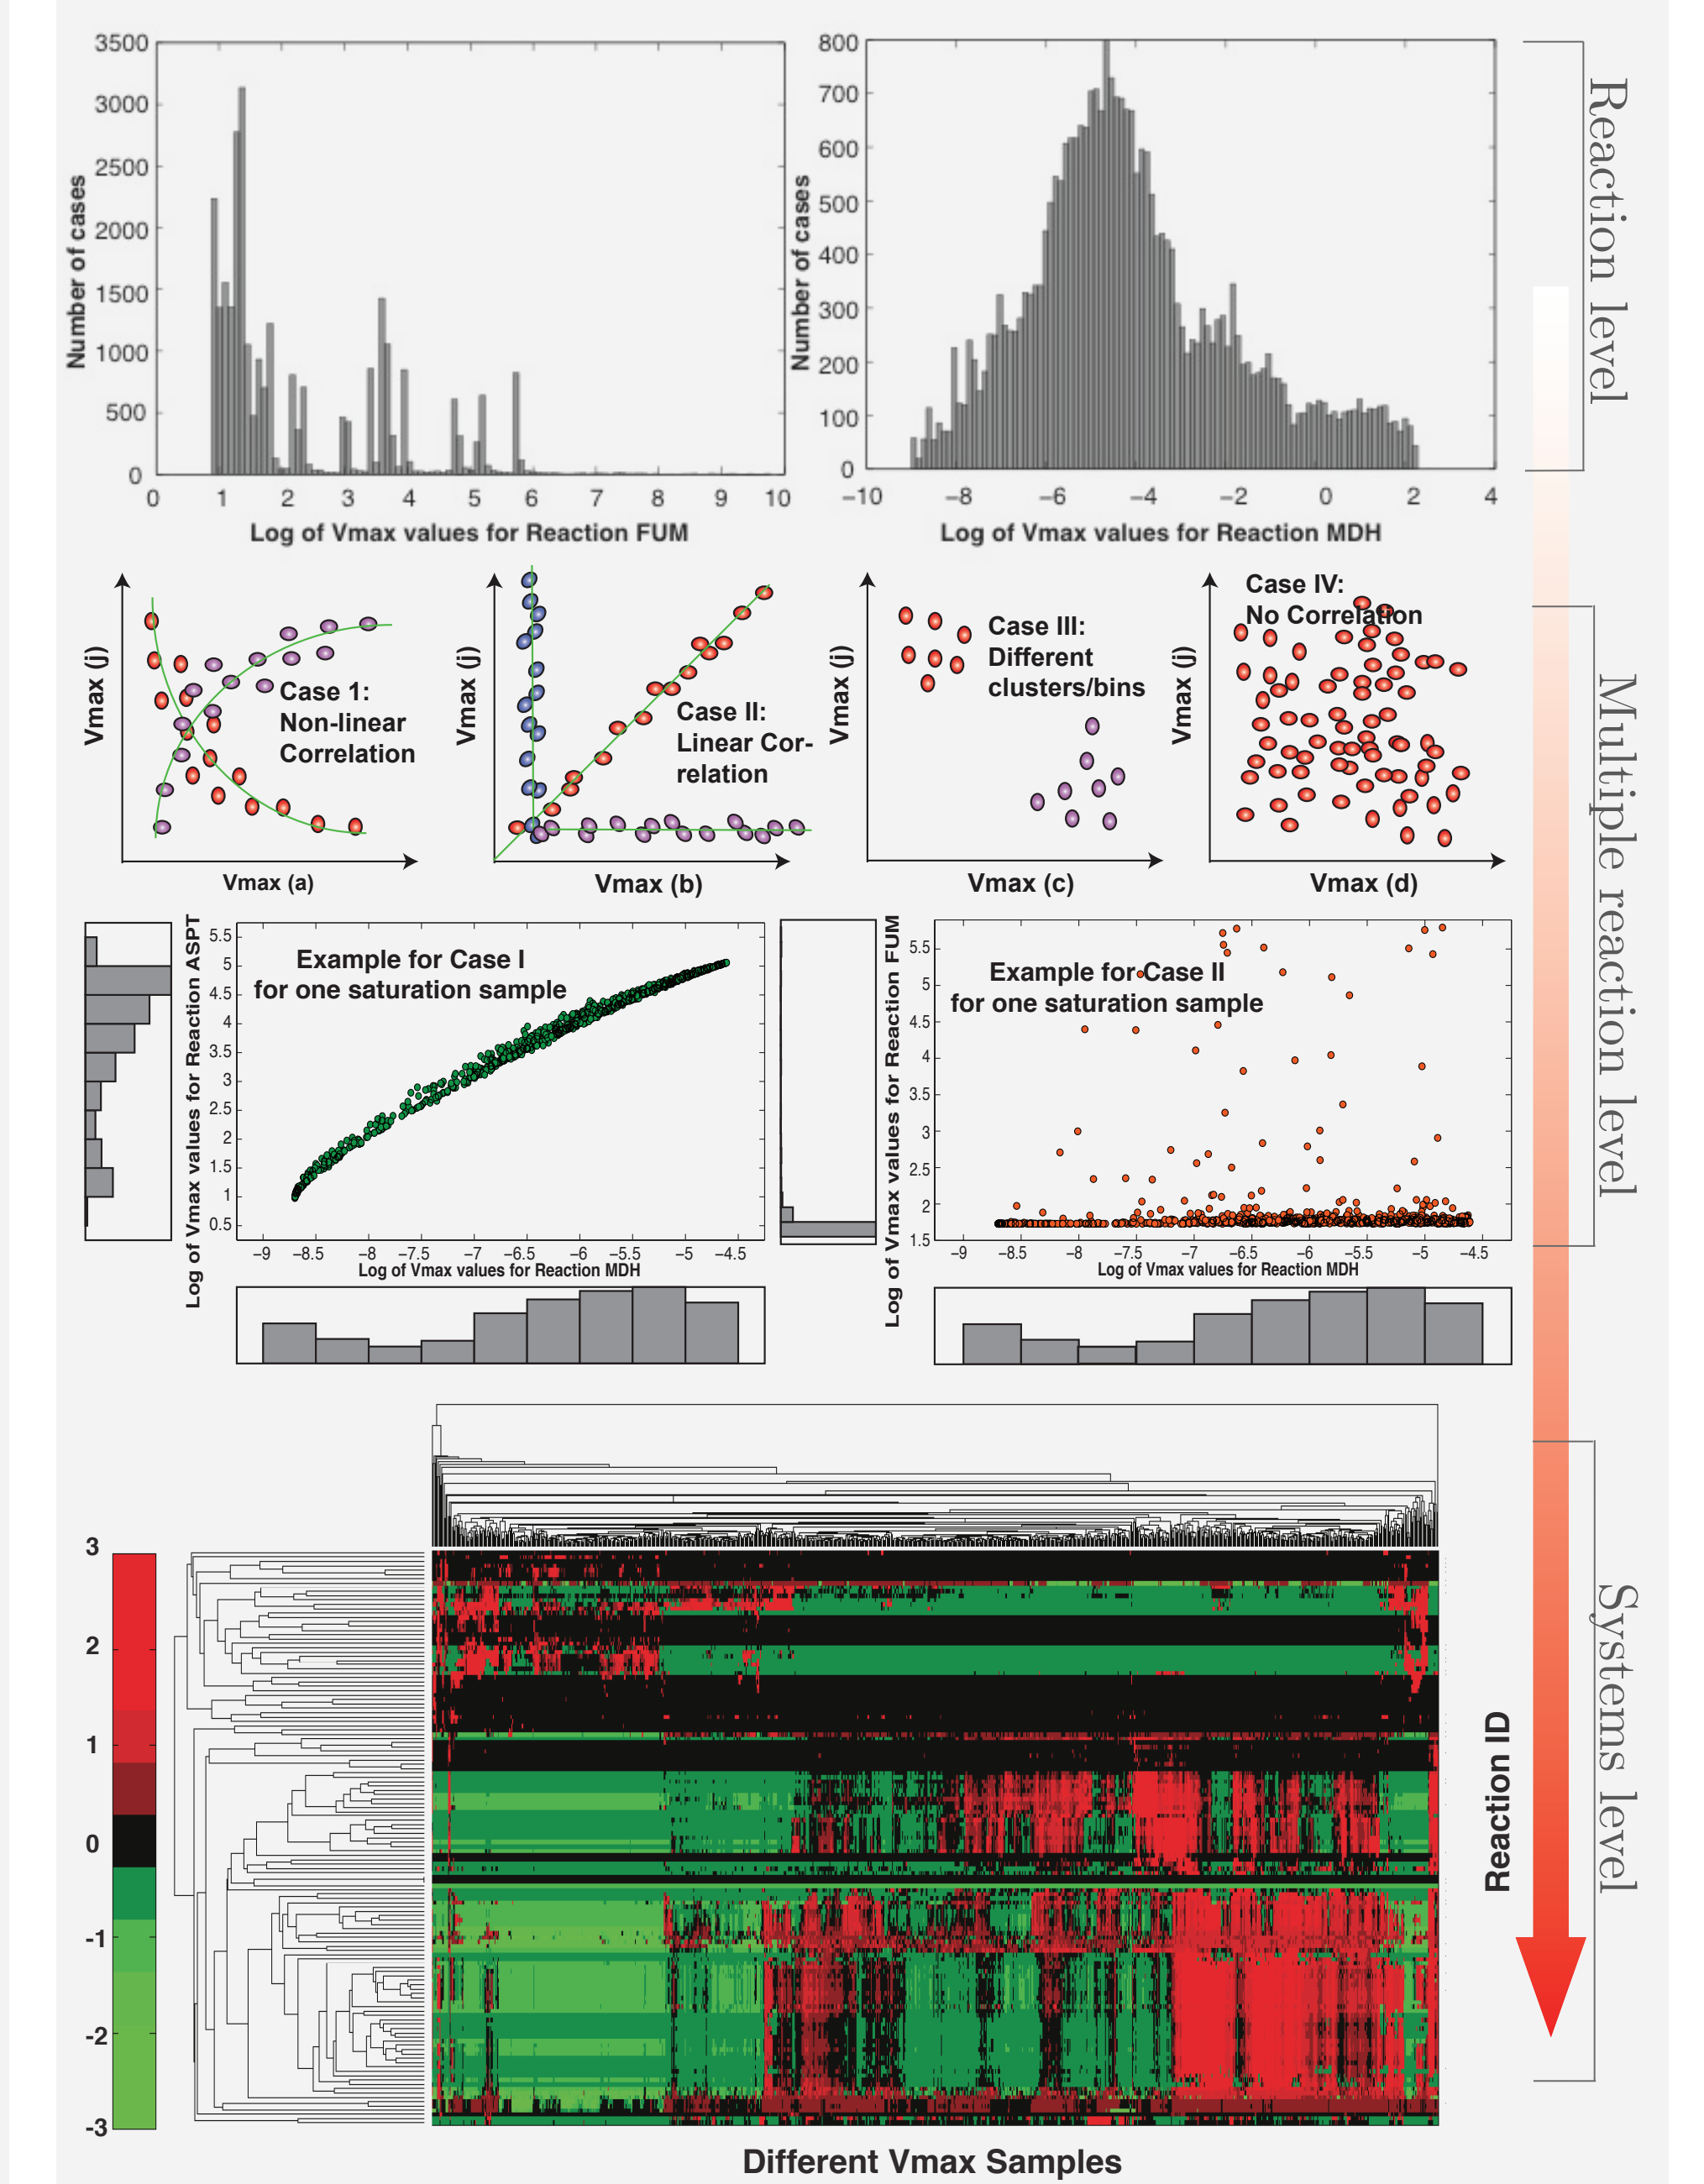 3500
3000
2500
2000
1500
1000
500
0
Number of cases
0 1 2 3 4 5 6 7 8 9 10
Log of Vmax values for Reaction FUM
800
700
600
500
400
300
200
100
0
Number of cases
−10 −8 −6 −4 −2 0 2 4
Log of Vmax values for Reaction MDH
Reaction level
Vmax (j)
Case 1:
Non-linear
Correlation
Vmax (a)
Vmax (j)
Case II:
Linear Cor-
relation
Vmax (b)
Vmax (j)
Case III:
Different
clusters/bins
Vmax (c)
Vmax (j)
Case IV:
No Correlation
Vmax (d)
Multiple reaction level
Log of Vmax values for Reaction ASPT
5.5
5
4.5
4
3.5
3
2.5
2
1.5
1
0.5
Example for Case I
for one saturation sample
−9 −8.5 −8 −7.5 −7 −6.5 −6 −5.5 −5 −4.5
Log of Vmax values for Reaction MDH
Log of Vmax values for Reaction FUM
5.5
5
4.5
4
3.5
3
2.5
2
1.5
Example for Case II
for one saturation sample
−9 −8.5 −8 −7.5 −7 −6.5 −6 −5.5 −5 −4.5
Log of Vmax values for Reaction MDH
3
2
1
0
-1
-2
-3
Reaction ID
Systems level
Different Vmax Samples